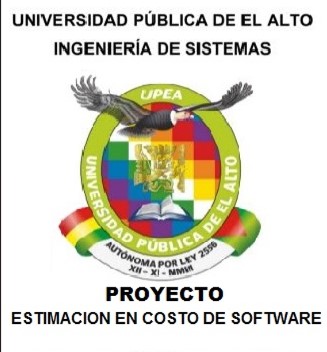 UNIVERSIDAD PÚBLICA DE EL ALTO
INGENIERÍA DE SISTEMAS
UPEA
UNIVERSIDAD PÚBLICA DE EL ALTO
AUTÓNOMA POR LEY 2556
XII - XI - MMIII
PROYECTO
ESTIMACION EN COSTO DE SOFTWARE